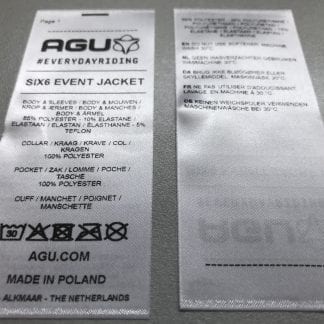 Page 1
AGU
#EVERYDAYRIDING
SIX6 EVENT JACKET
BODY & SLEEVES / BODY & MOUWEN /
KROP & ÆRMER / BODY & MANCHES /
BODY & ÄRMEL
85% POLYESTER - 10% ELASTANE /
ELASTAAN / ELASTAN / ELASTHANNE - 5%
TEFLON
COLLAR / KRAAG / KRAVE / COL /
KRAGEN
100% POLYESTER
POCKET / ZAK / LOMME / POCHE /
TASCHE
100% POLYESTER
CUFF / MANCHET / POIGNET /
MANSCHETTE
30
AGU.COM
MADE IN POLAND
ALKMAAR - THE NETHERLANDS
EN DO NOT USE SOFTENER. MACHINE
WASH 30°C
NL GEEN WASVERZACHTER GEBRUIKEN.
MACHINEWAS 30°C.
DA BRUG IKKE BLØDGØRER ELLER
SKYLLEMIDDEL. MASKINVASK 30°C.
FR NE PAS UTILISER D'ADOUCISSANT.
LAVAGE EN MACHINE À 30°C.
DE KEINEN WEICHSPÜLER VERWENDEN.
MASCHINENWÄSCHE BEI 30°C.